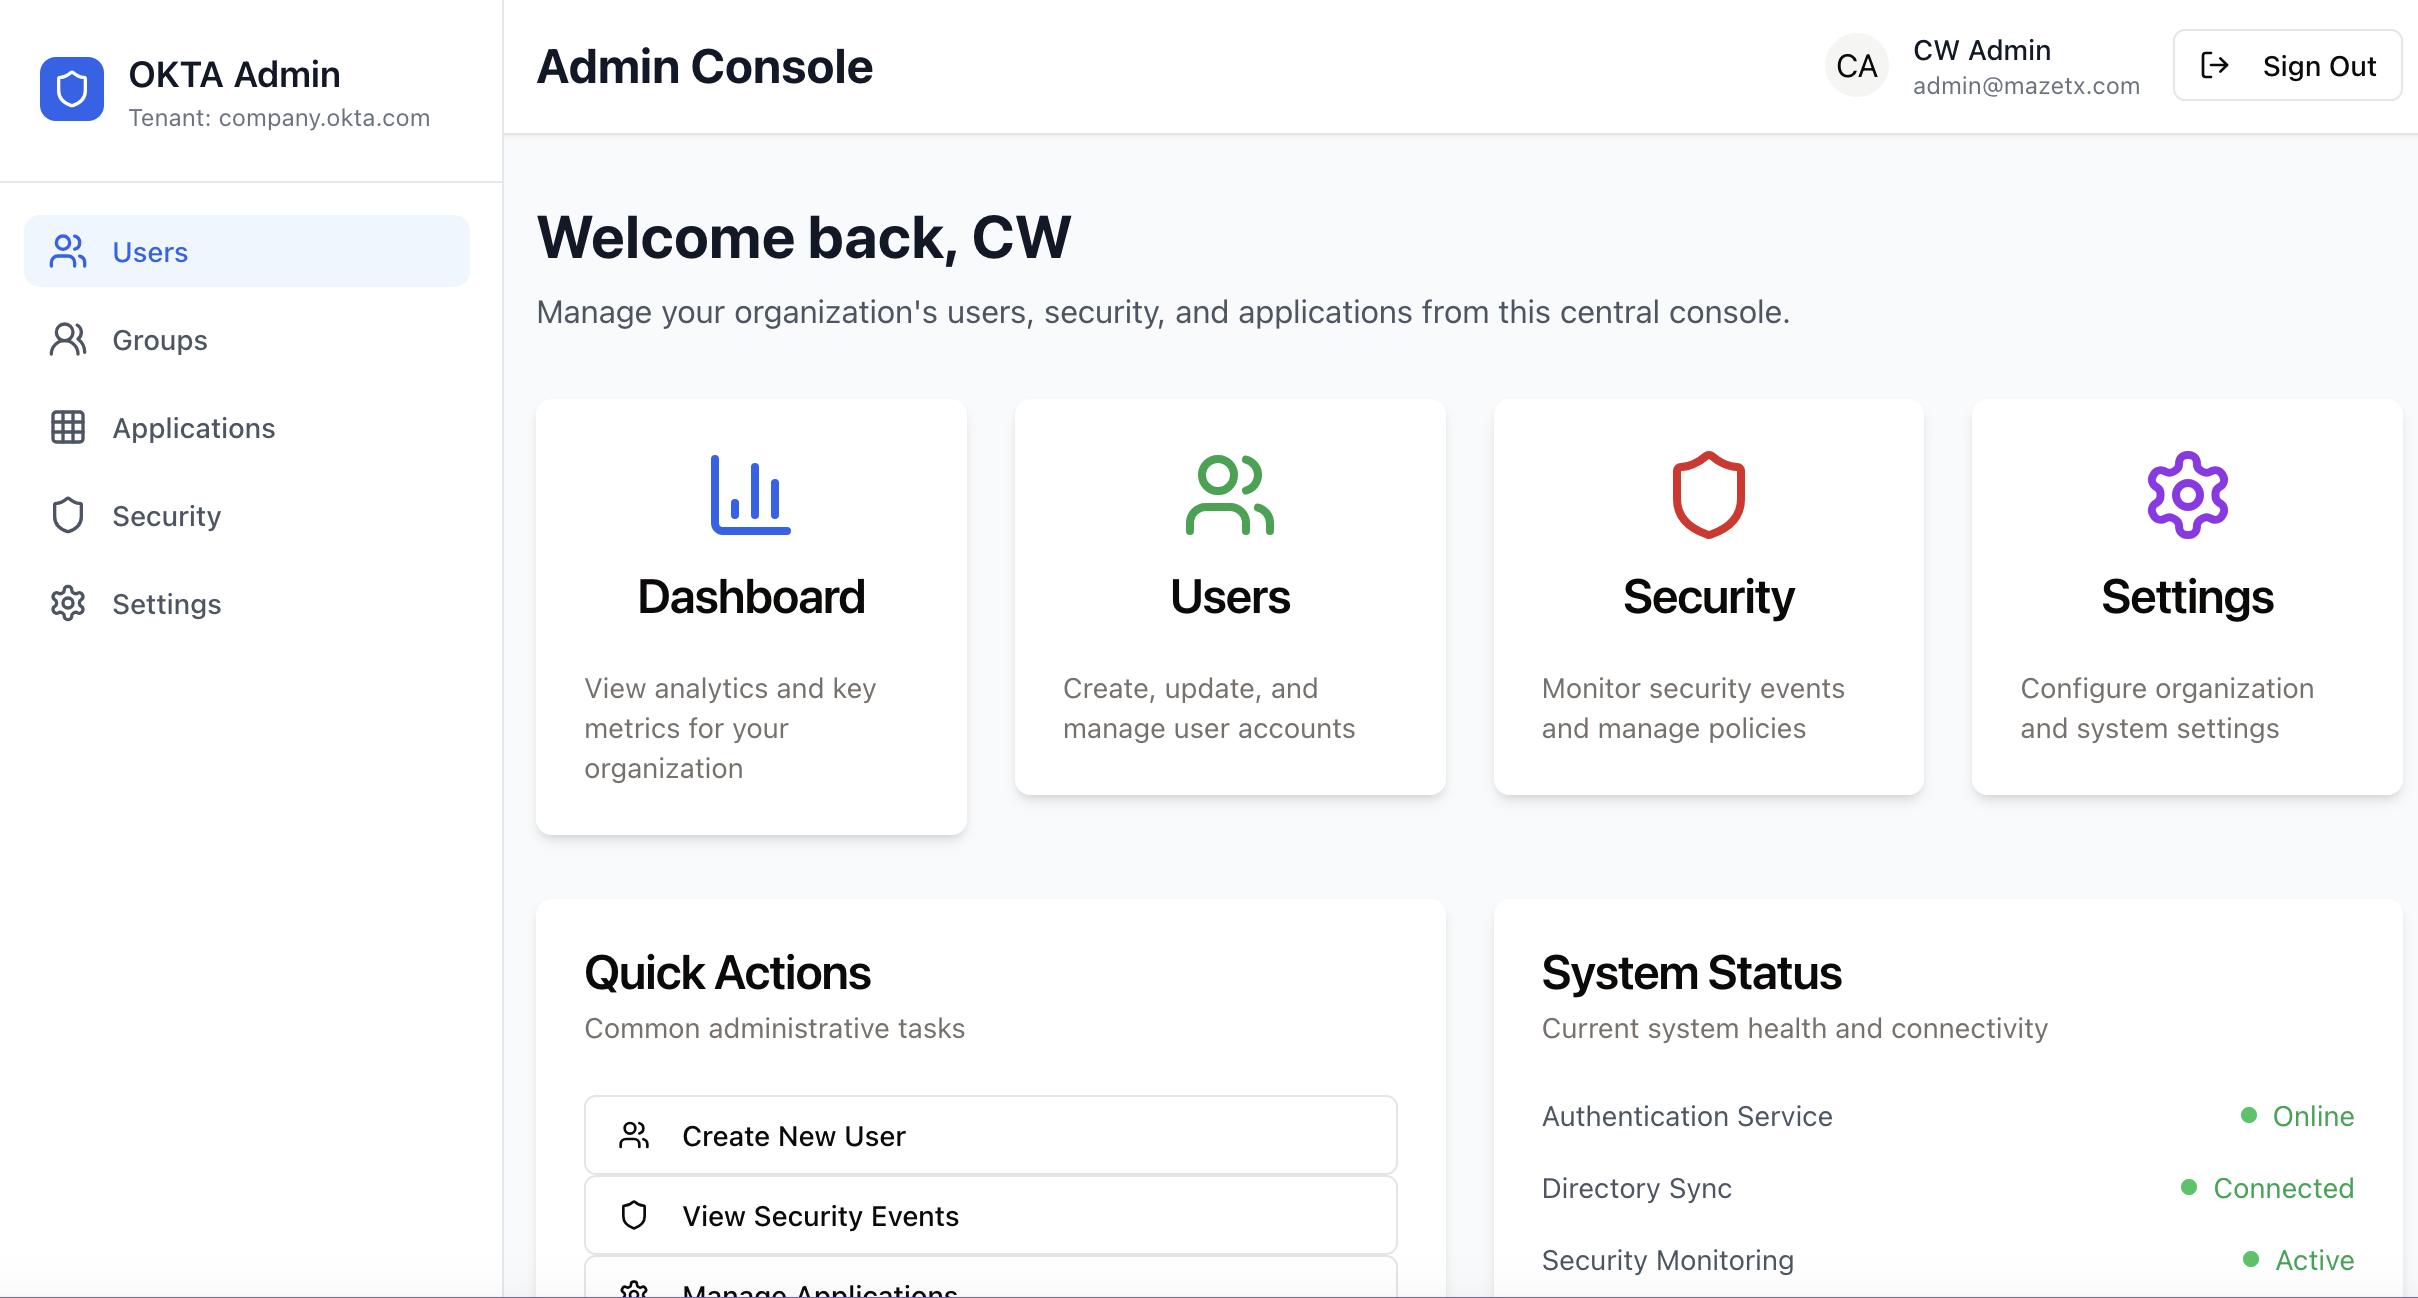 OKTA Admin
Tenant: company.okta.com
Users
Groups
Applications
Security
Settings
Admin Console
CA
CW Admin
admin@mazetx.com
Sign Out
Welcome back, CW
Manage your organization's users, security, and applications from this central console.
Dashboard
View analytics and key
metrics for your
organization
Users
Create, update, and
manage user accounts
Security
Monitor security events
and manage policies
Settings
Configure organization
and system settings
Quick Actions
Common administrative tasks
Create New User
View Security Events
Manage Applications
System Status
Current system health and connectivity
Authentication Service
Online
Directory Sync
Connected
Security Monitoring
Active